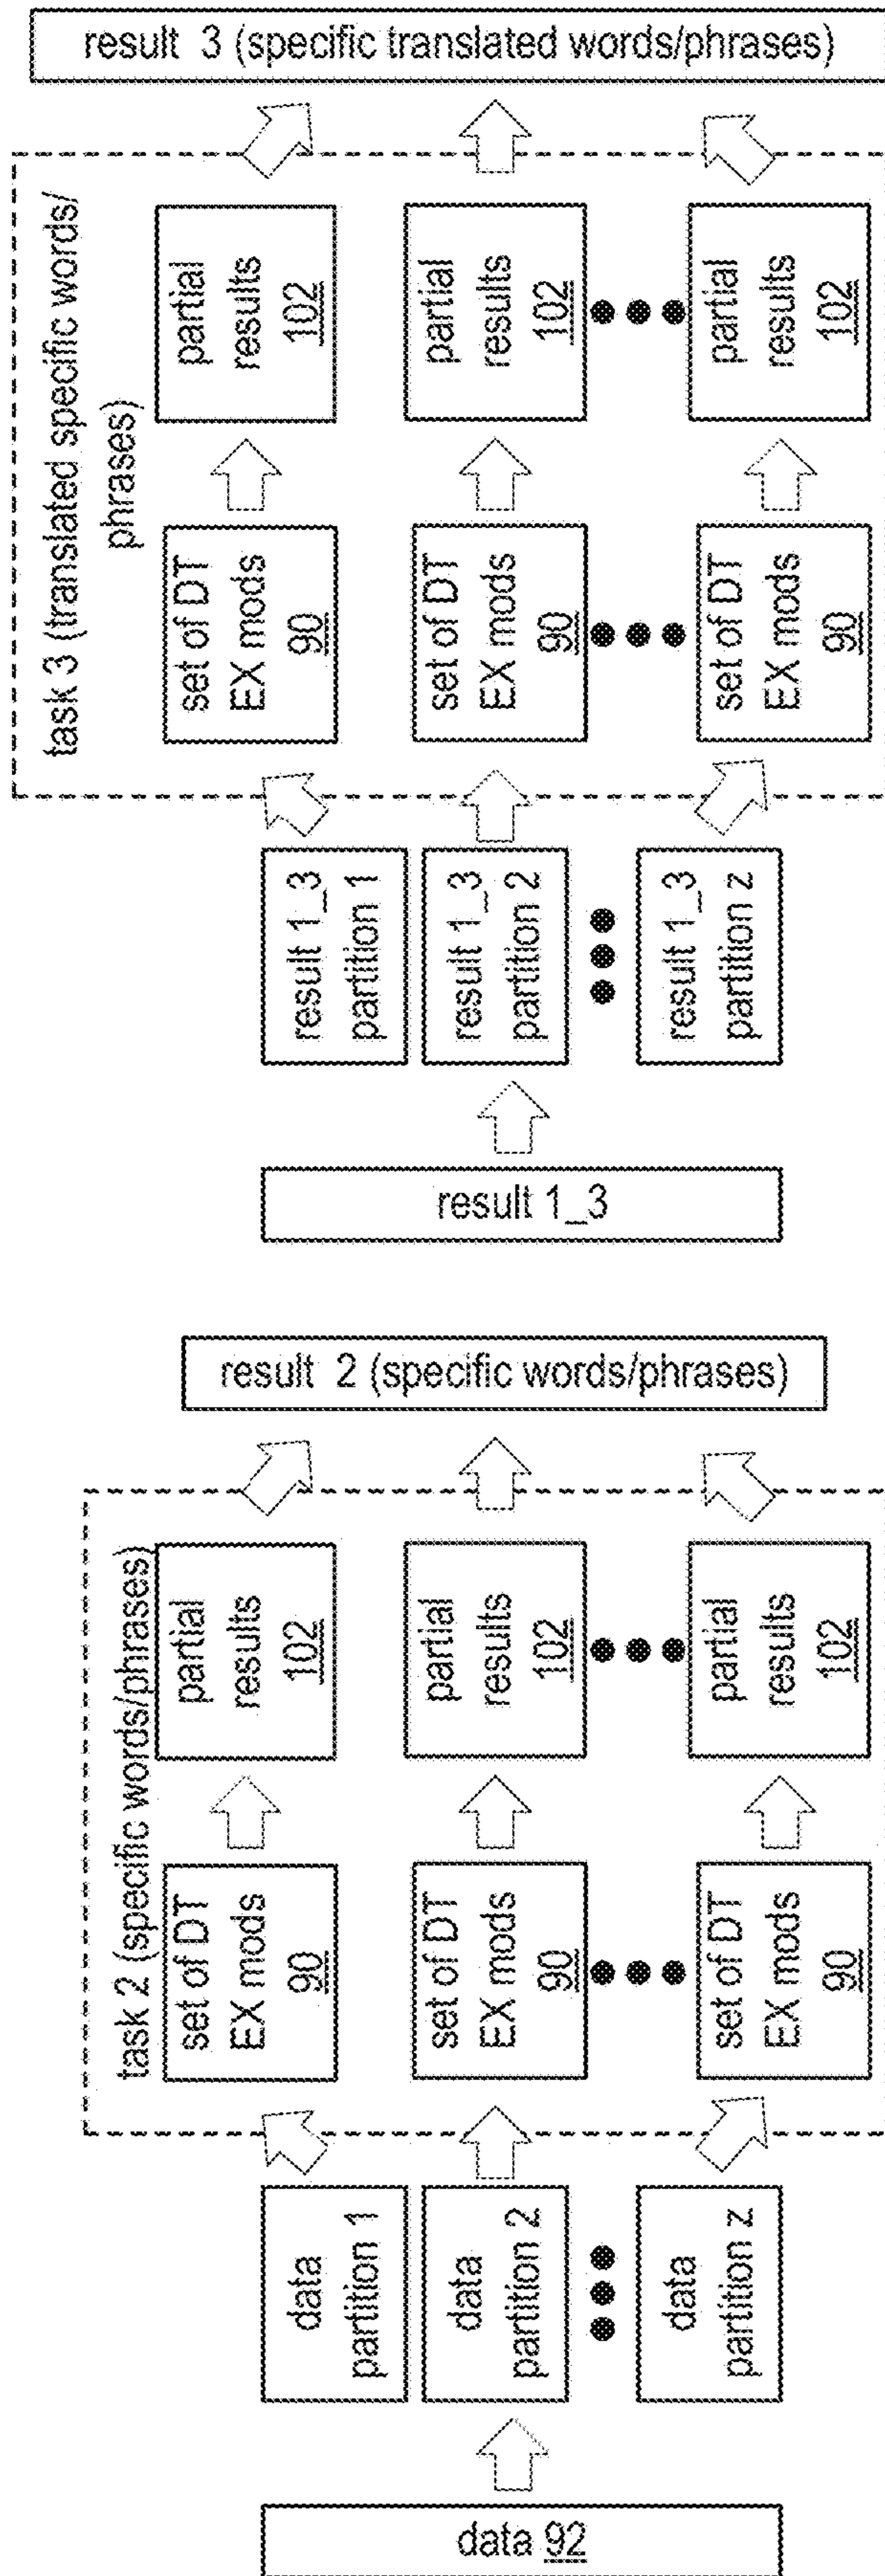 data 92
data
partition 1
data
partition 2
data
partition z
task 2 (specific words/phrases)
set of DT
EX mods
90
partial
results
102
set of DT
EX mods
90
partial
results
102
set of DT
EX mods
90
partial
results
102
result 2 (specific words/phrases)
result 1_3
result 1_3
partition 1
result 1_3
partition 2
result 1_3
partition z
task 3 (translated specific words/
phrases)
set of DT
EX mods
90
partial
results
102
set of DT
EX mods
90
partial
results
102
set of DT
EX mods
90
partial
results
102
result 3 (specific translated words/phrases)